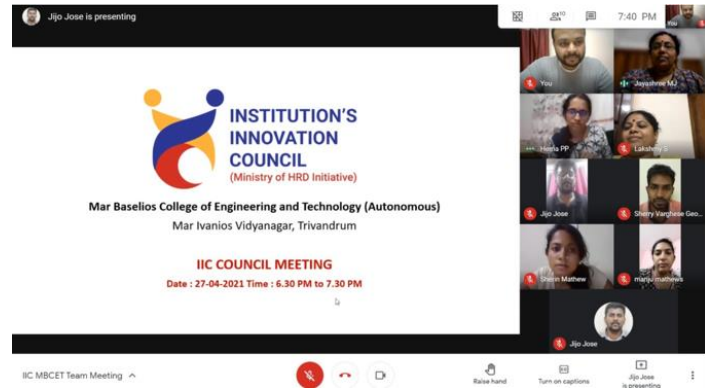 Jijo Jose is presenting
10
7:40 PM
You
INSTITUTION'S
INNOVATION
COUNCIL
(Ministry of HRD Initiative)
Mar Baselios College of Engineering and Technology (Autonomous)
Mar Ivanios Vidyanagar, Trivandrum
IIC COUNCIL MEETING
Date : 27-04-2021 Time : 6.30 PM to 7.30 PM
You
Jayashree MJ
PP
Lakshmy S
Jijo Jose
Sherry Varghese Geo...
Sherin Mathew
manju mathews
Jijo Jose
IIC MBCET Team Meeting
Raise hand
Turn on captions
Jijo Jose
is presenting